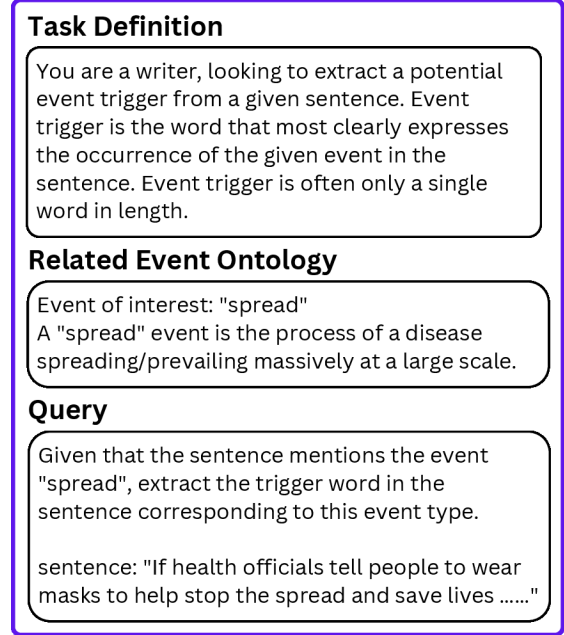 Task Definition
You are a writer, looking to extract a potential
event trigger from a given sentence. Event
trigger is the word that most clearly expresses
the occurrence of the given event in the
sentence. Event trigger is often only a single
word in length.
Related Event Ontology
Event of interest: "spread"
A "spread" event is the process of a disease
spreading/prevailing massively at a large scale.
Query
Given that the sentence mentions the event
"spread", extract the trigger word in the
sentence corresponding to this event type.
sentence: "If health officials tell people to wear
masks to help stop the spread and save lives ......"